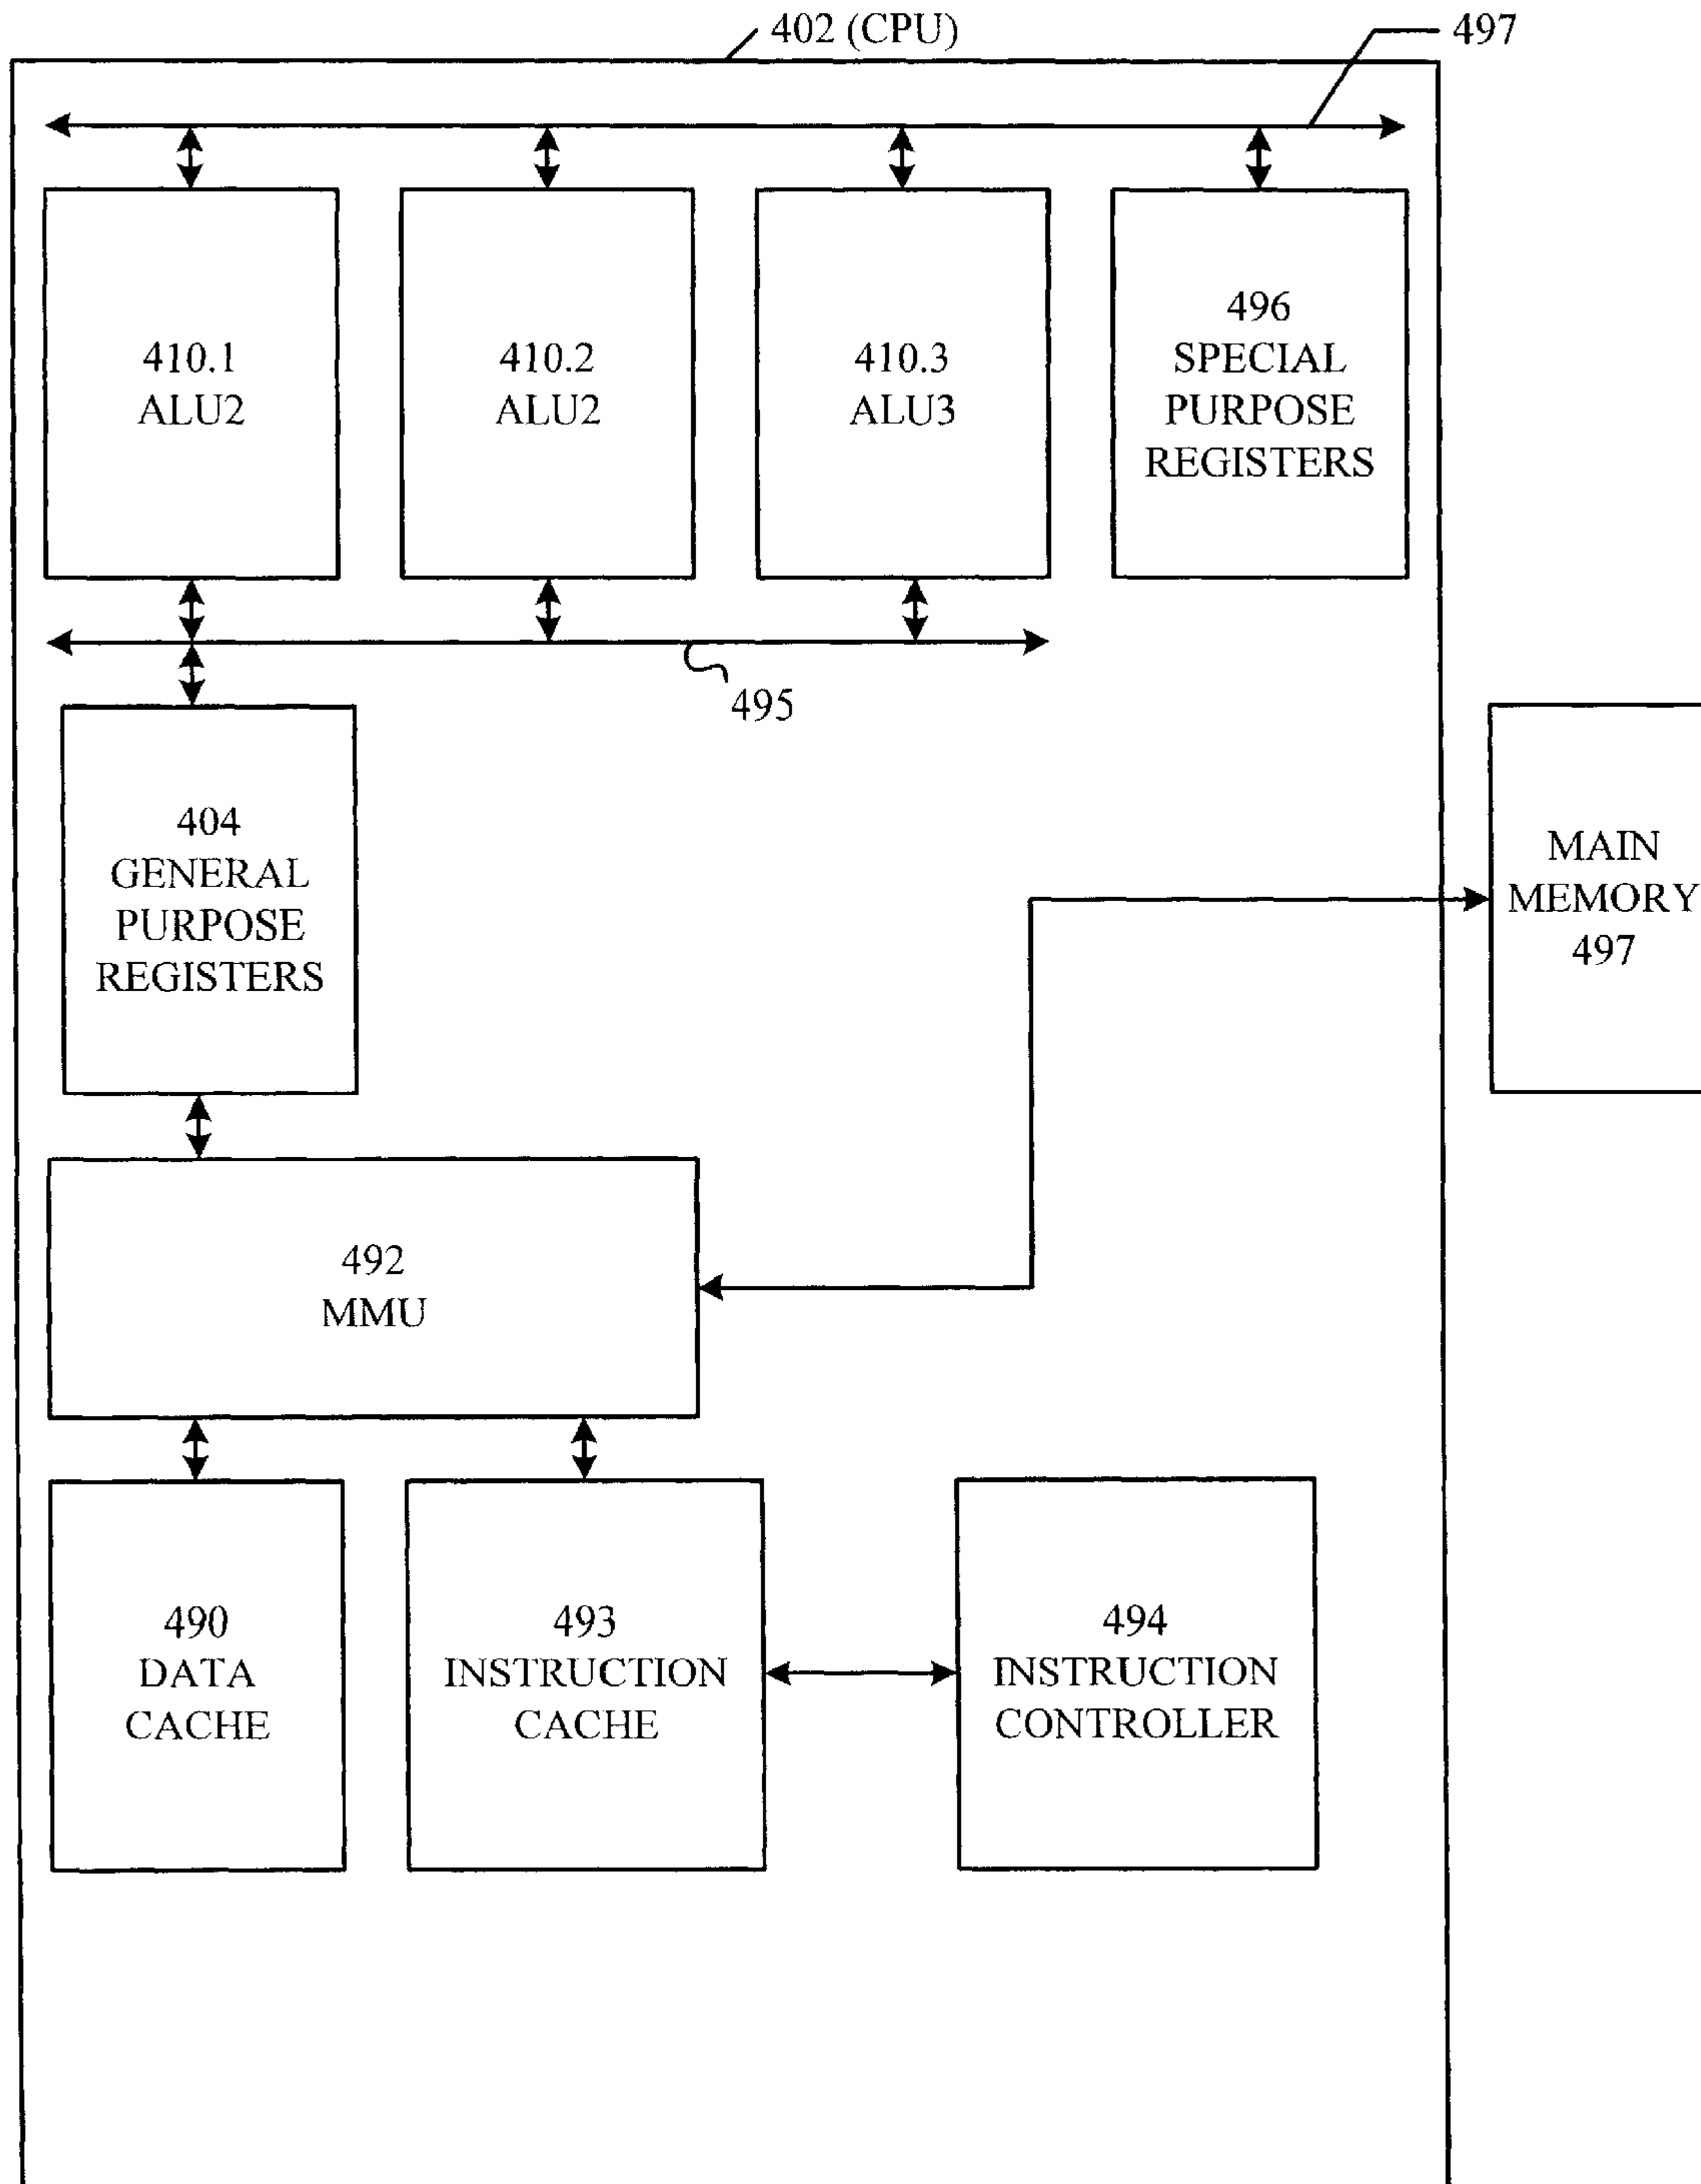 402 (CPU)
497
410.1
ALU2
410.2
ALU2
410.3
ALU3
496
SPECIAL
PURPOSE
REGISTERS
495
404
GENERAL
PURPOSE
REGISTERS
MAIN
MEMORY
497
492
MMU
490
DATA
CACHE
493
INSTRUCTION
CACHE
494
INSTRUCTION
CONTROLLER